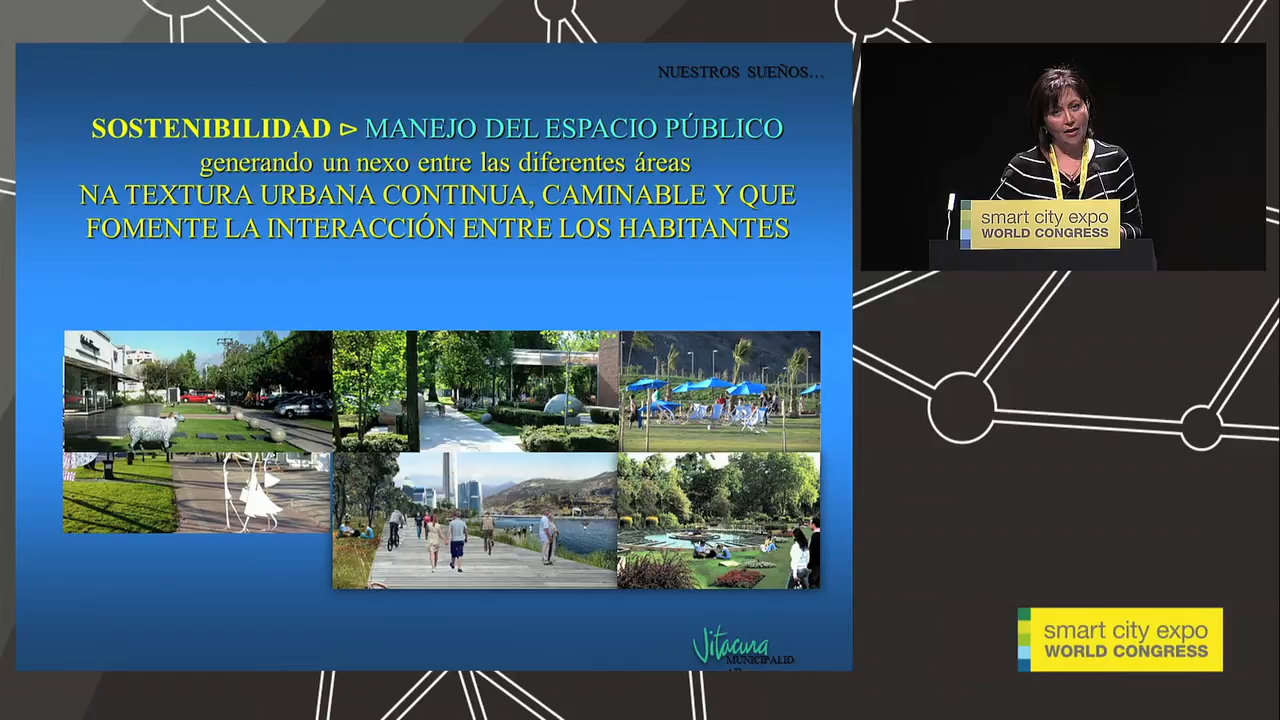 NUESTROS SUEÑOS...
SOSTENIBILIDAD ▻ MANEJO DEL ESPACIO PÚBLICO
generando un nexo entre las diferentes áreas
NA TEXTURA URBANA CONTINUA, CAMINABLE Y QUE
FOMENTE LA INTERACCIÓN ENTRE LOS HABITANTES
Vitacura
MUNICIPALID
smart city expo
WORLD CONGRESS
smart city expo
WORLD CONGRESS